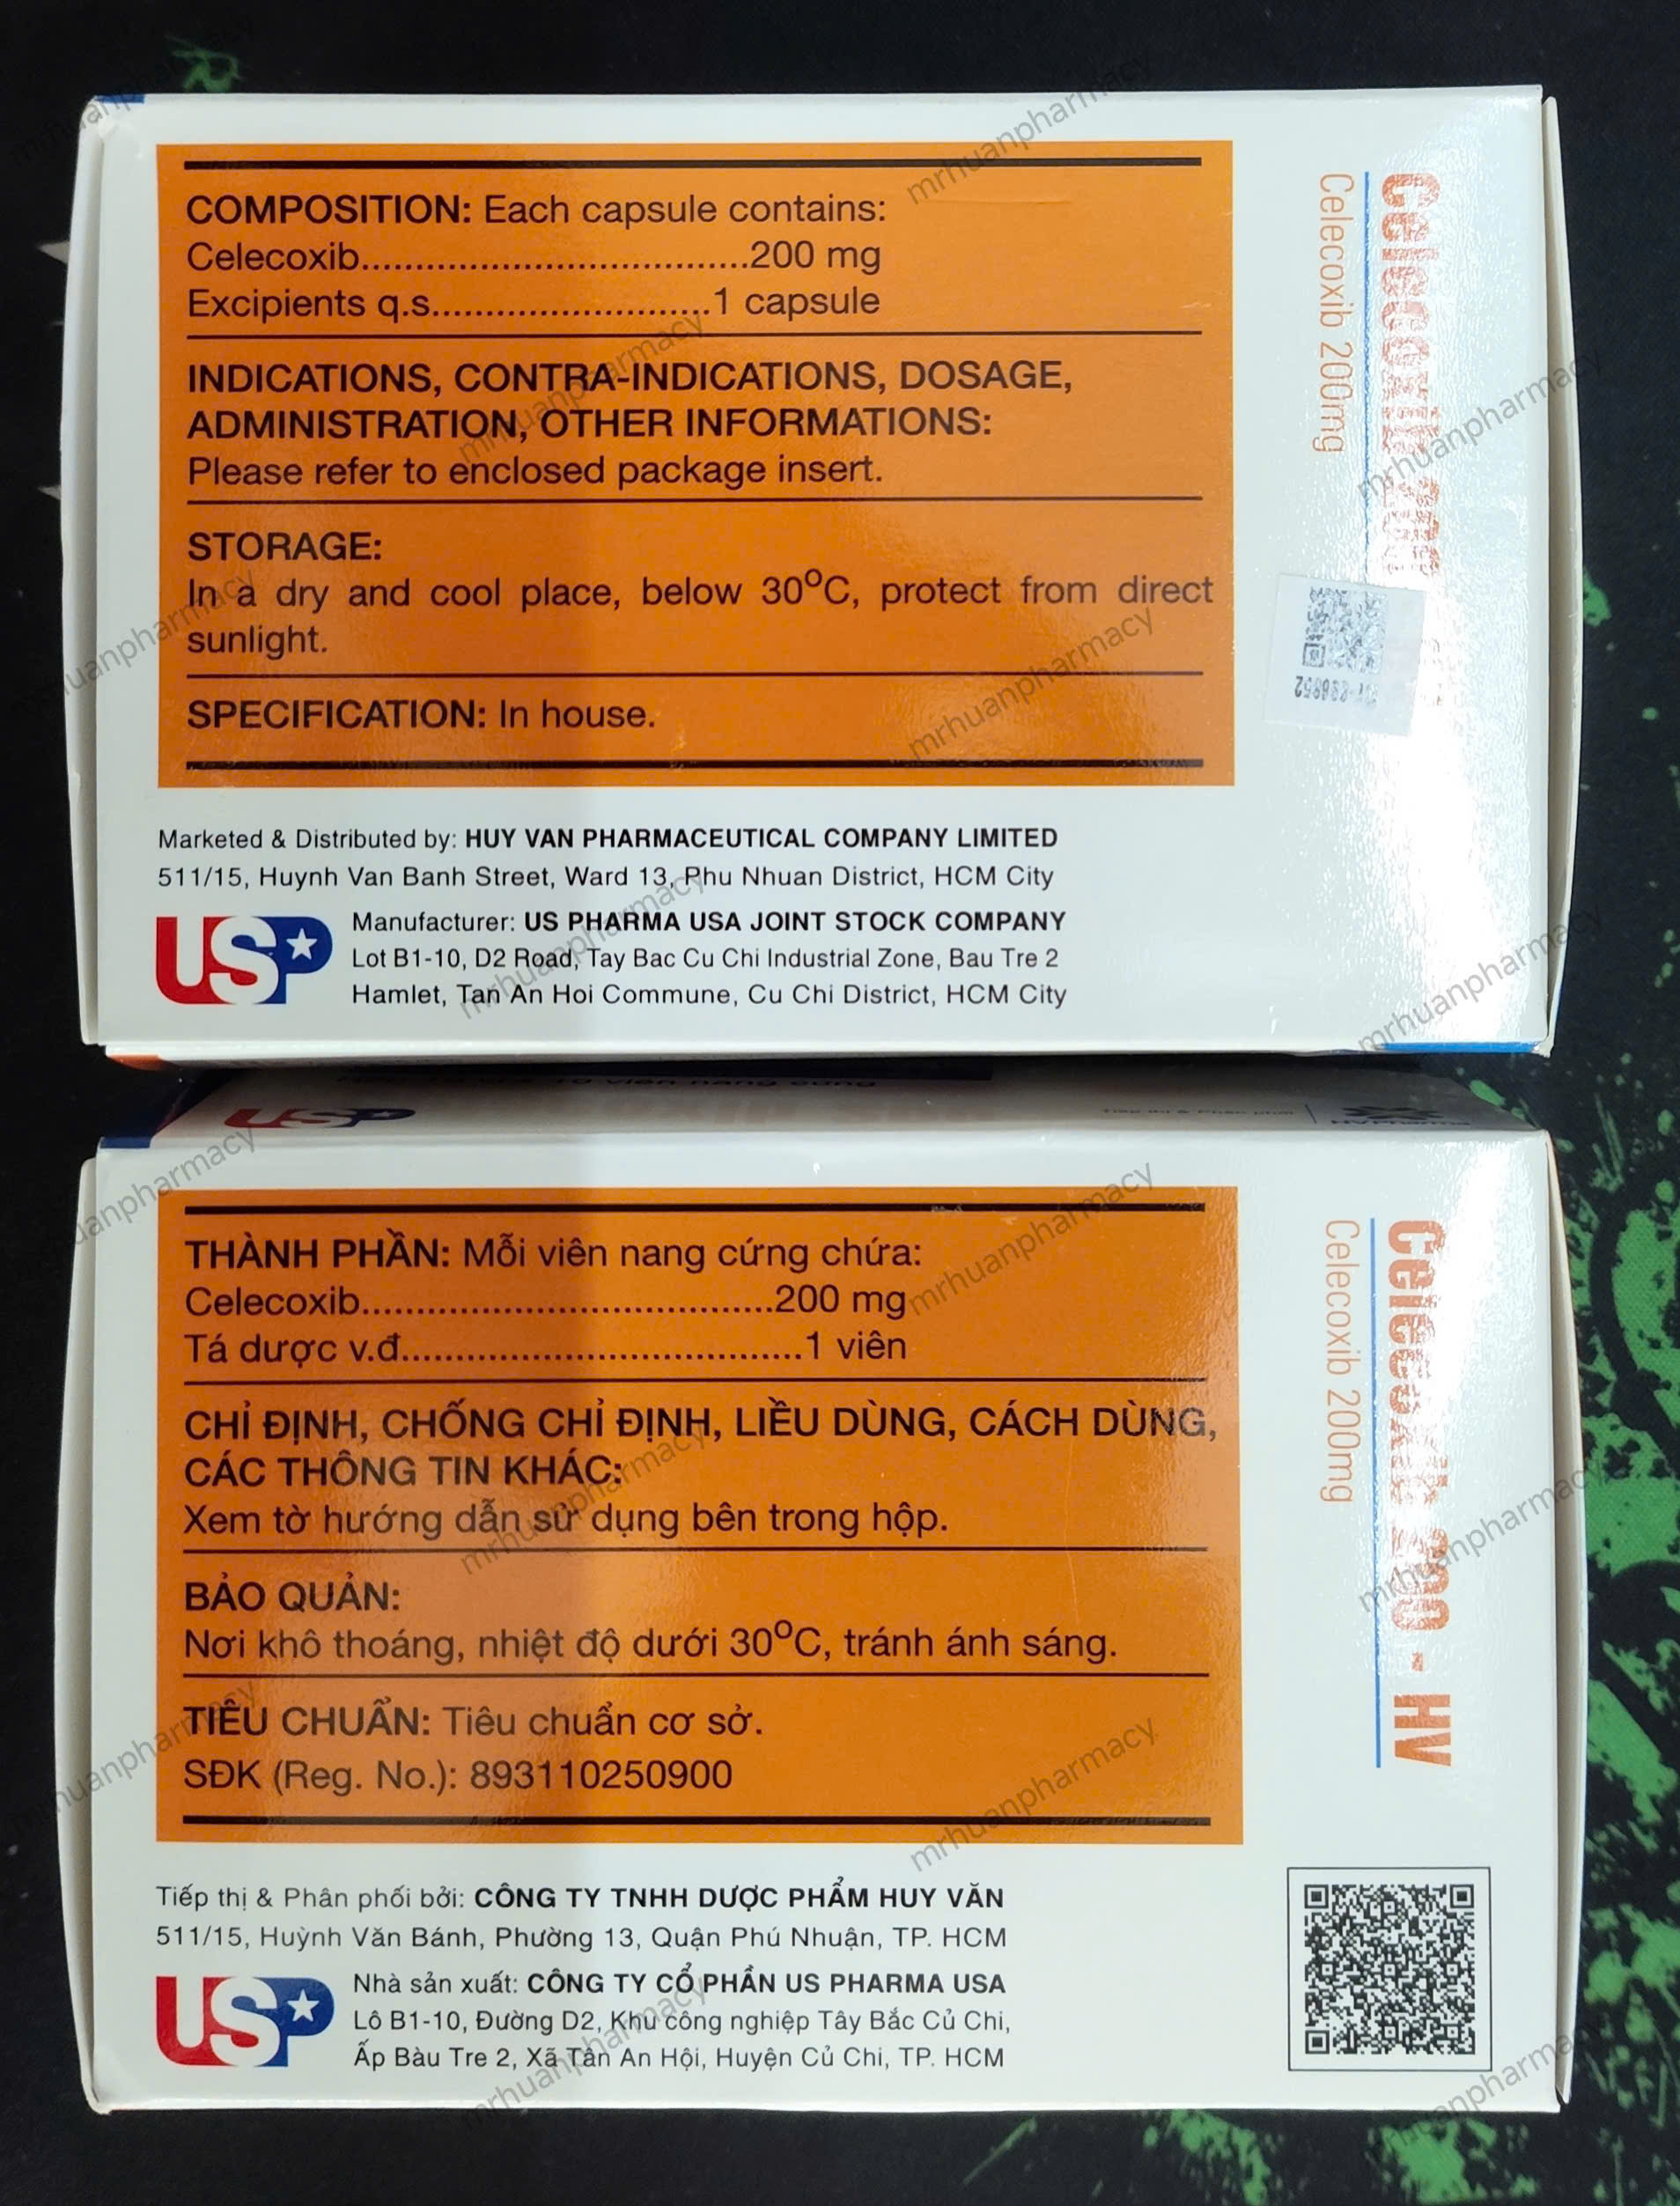 COMPOSITION: Each capsule contains:
Celecoxib....................................200 mg
Excipients q.s..........................1 capsule
INDICATIONS, CONTRA-INDICATIONS, DOSAGE,
ADMINISTRATION, OTHER INFORMATIONS:
Please refer to enclosed package insert.
STORAGE:
In a dry and cool place, below 30°C, protect from direct
sunlight.
SPECIFICATION: In house.
Celecoxib 200mg
Marketed & Distributed by: HUY VAN PHARMACEUTICAL COMPANY LIMITED
511/15, Huynh Van Banh Street, Ward 13, Phu Nhuan District, HCM City
USP
Manufacturer: US PHARMA USA JOINT STOCK COMPANY
Lot B1-10, D2 Road, Tay Bac Cu Chi Industrial Zone, Bau Tre 2
Hamlet, Tan An Hoi Commune, Cu Chi District, HCM City
USP
THÀNH PHẦN: Mỗi viên nang cứng chứa:
Celecoxib......................................200 mg
Tá dược v.đ.....................................1 viên
CHỈ ĐỊNH, CHỐNG CHỈ ĐỊNH, LIỀU DÙNG, CÁCH DÙNG,
CÁC THÔNG TIN KHÁC:
Xem tờ hướng dẫn sử dụng bên trong hộp.
BẢO QUẢN:
Nơi khô thoáng, nhiệt độ dưới 30°C, tránh ánh sáng.
TIÊU CHUẨN: Tiêu chuẩn cơ sở.
SĐK (Reg. No.): 893110250900
Celecoxib 200 - HV
Celecoxib 200mg
Tiếp thị & Phân phối bởi: CÔNG TY TNHH DƯỢC PHẨM HUY VĂN
511/15, Huỳnh Văn Bánh, Phường 13, Quận Phú Nhuận, TP. HCM
USP
Nhà sản xuất: CÔNG TY CỔ PHẦN US PHARMA USA
Lô B1-10, Đường D2, Khu công nghiệp Tây Bắc Củ Chi,
Ấp Bàu Tre 2, Xã Tân An Hội, Huyện Củ Chi, TP. HCM
mrhuanpharmacy